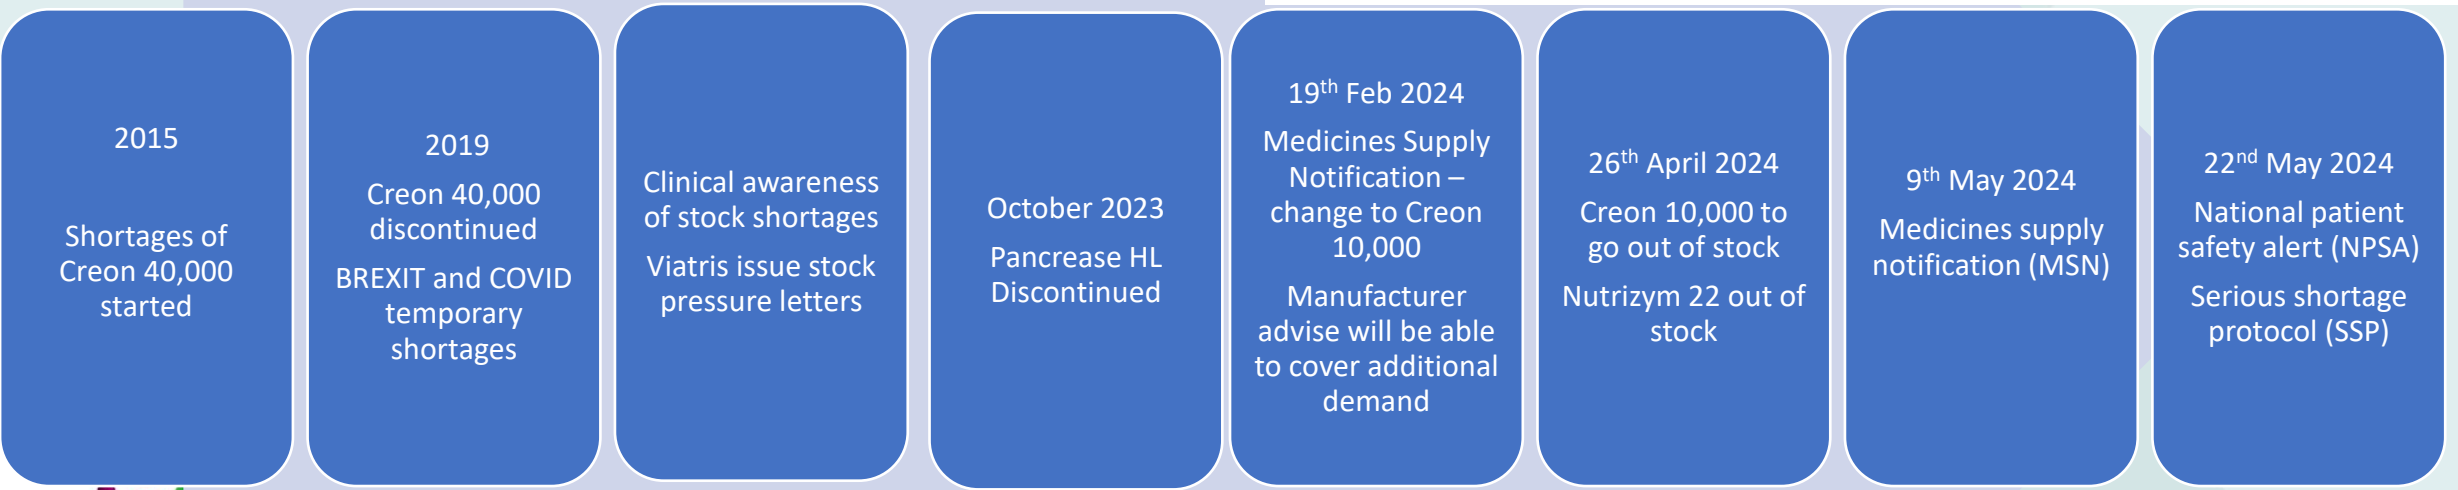 2015
Shortages of
Creon 40,000
started
2019
Creon 40,000
discontinued
BREXIT and COVID
temporary
shortages
Clinical awareness
of stock shortages
Viatris issue stock
pressure letters
October 2023
Pancrease HL
Discontinued
19th Feb 2024
Medicines Supply
Notification –
change to Creon
10,000
Manufacturer
advise will be able
to cover additional
demand
26th April 2024
Creon 10,000 to
go out of stock
Nutrizym 22 out of
stock
9th May 2024
Medicines supply
notification (MSN)
22nd May 2024
National patient
safety alert (NPSA)
Serious shortage
protocol (SSP)